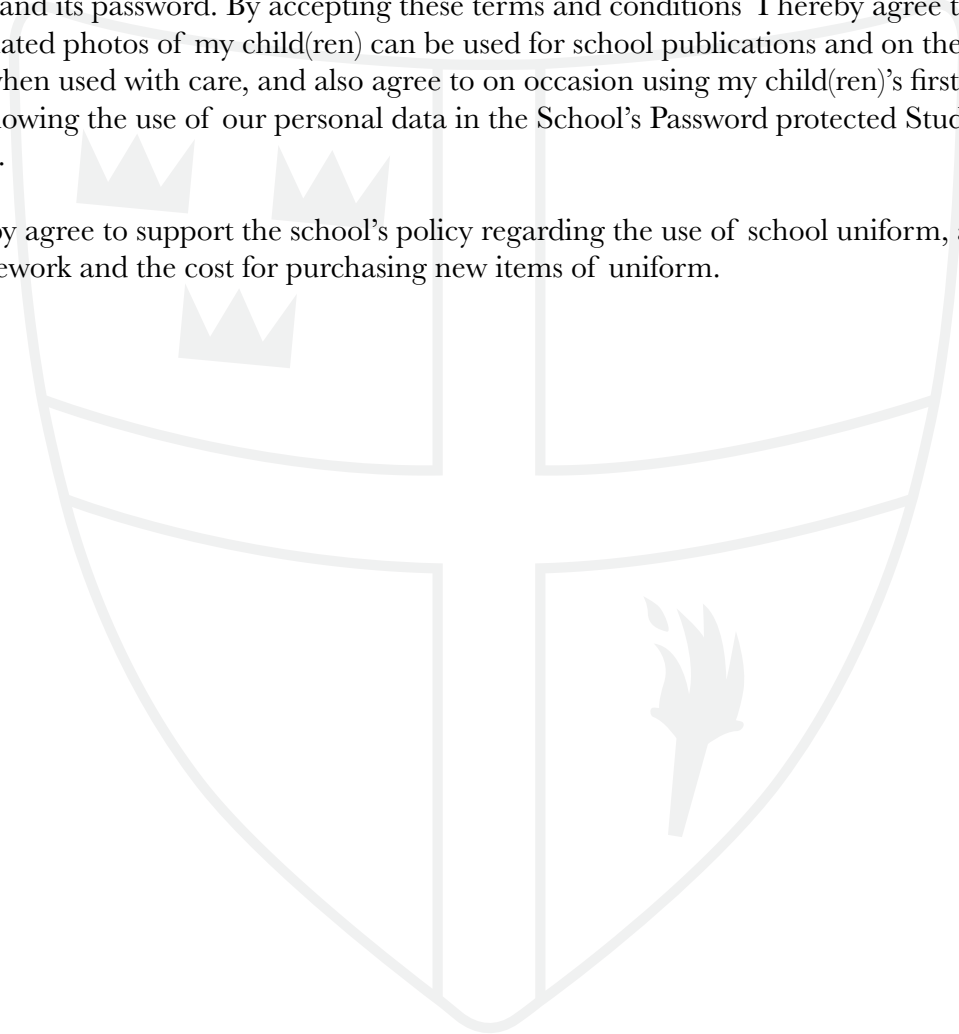 and its password. By accepting these terms and conditions I hereby agree t
ated photos of my child(ren) can be used for school publications and on the
when used with care, and also agree to on occasion using my child(ren)'s first
lowing the use of our personal data in the School's Password protected Stud
.
by agree to support the school's policy regarding the use of school uniform,
ework and the cost for purchasing new items of uniform.